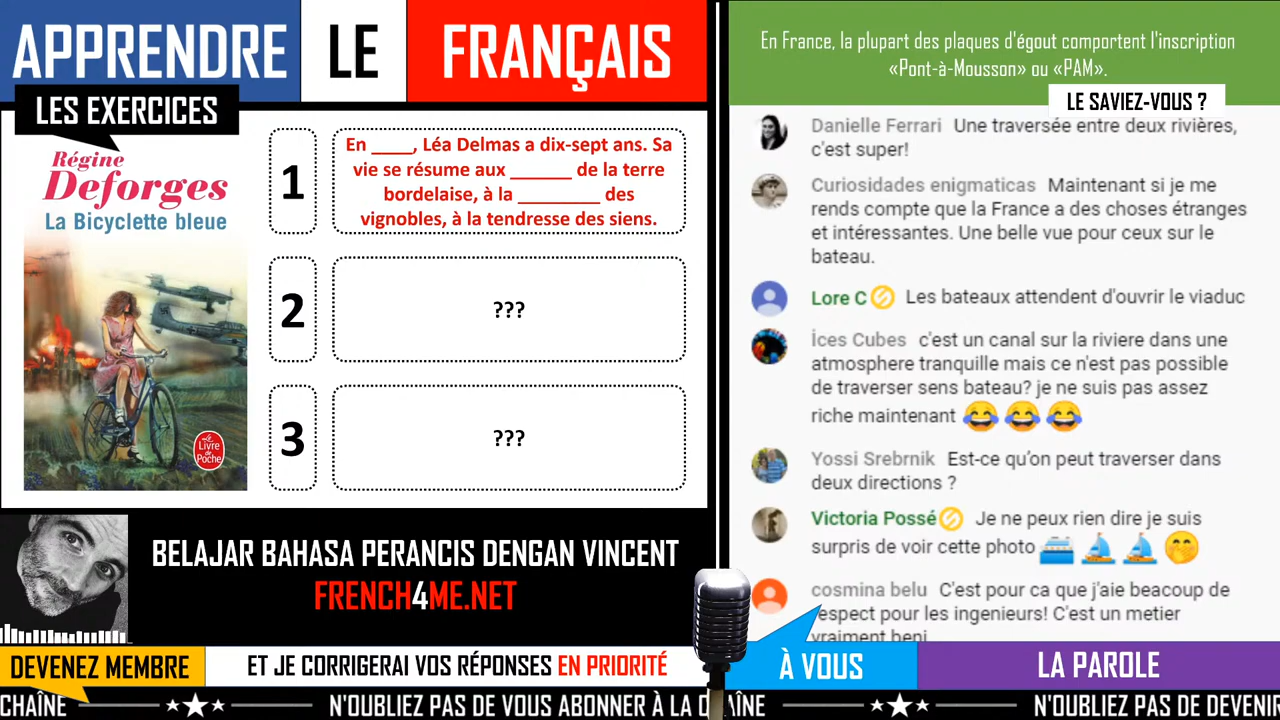 APPRENDRE LE FRANÇAIS
LES EXERCICES
Régine
Deforges
La Bicyclette bleue
Le
Livre
de
Poche
1
En ____, Léa Delmas a dix-sept ans. Sa
vie se résume aux ______ de la terre
bordelaise, à la ________ des
vignobles, à la tendresse des siens.
2
???
3
???
BELAJAR BAHASA PERANCIS DENGAN VINCENT
FRENCH4ME.NET
DEVENEZ MEMBRE
ET JE CORRIGERAI VOS RÉPONSES EN PRIORITÉ
En France, la plupart des plaques d'égout comportent l'inscription
«Pont-à-Mousson» ou «PAM».
LE SAVIEZ-VOUS ?
Danielle Ferrari Une traversée entre deux rivières,
c'est super!
Curiosidades enigmaticas Maintenant si je me
rends compte que la France a des choses étranges
et intéressantes. Une belle vue pour ceux sur le
bateau.
Lore C Les bateaux attendent d'ouvrir le viaduc
İces Cubes c'est un canal sur la riviere dans une
atmosphere tranquille mais ce n'est pas possible
de traverser sens bateau? je ne suis pas assez
riche maintenant 😂 😂 😂
Yossi Srebrnik Est-ce qu'on peut traverser dans
deux directions ?
Victoria Possé Je ne peux rien dire je suis
surpris de voir cette photo 🚢 ⛵ ⛵ 🤭
cosmina belu C'est pour ca que j'aie beacoup de
respect pour les ingenieurs! C'est un metier
vraiment beni
À VOUS
LA PAROLE
CHAÎNE N'OUBLIEZ PAS DE VOUS ABONNER À LA CHAÎNE N'OUBLIEZ PAS DE DEVENIR